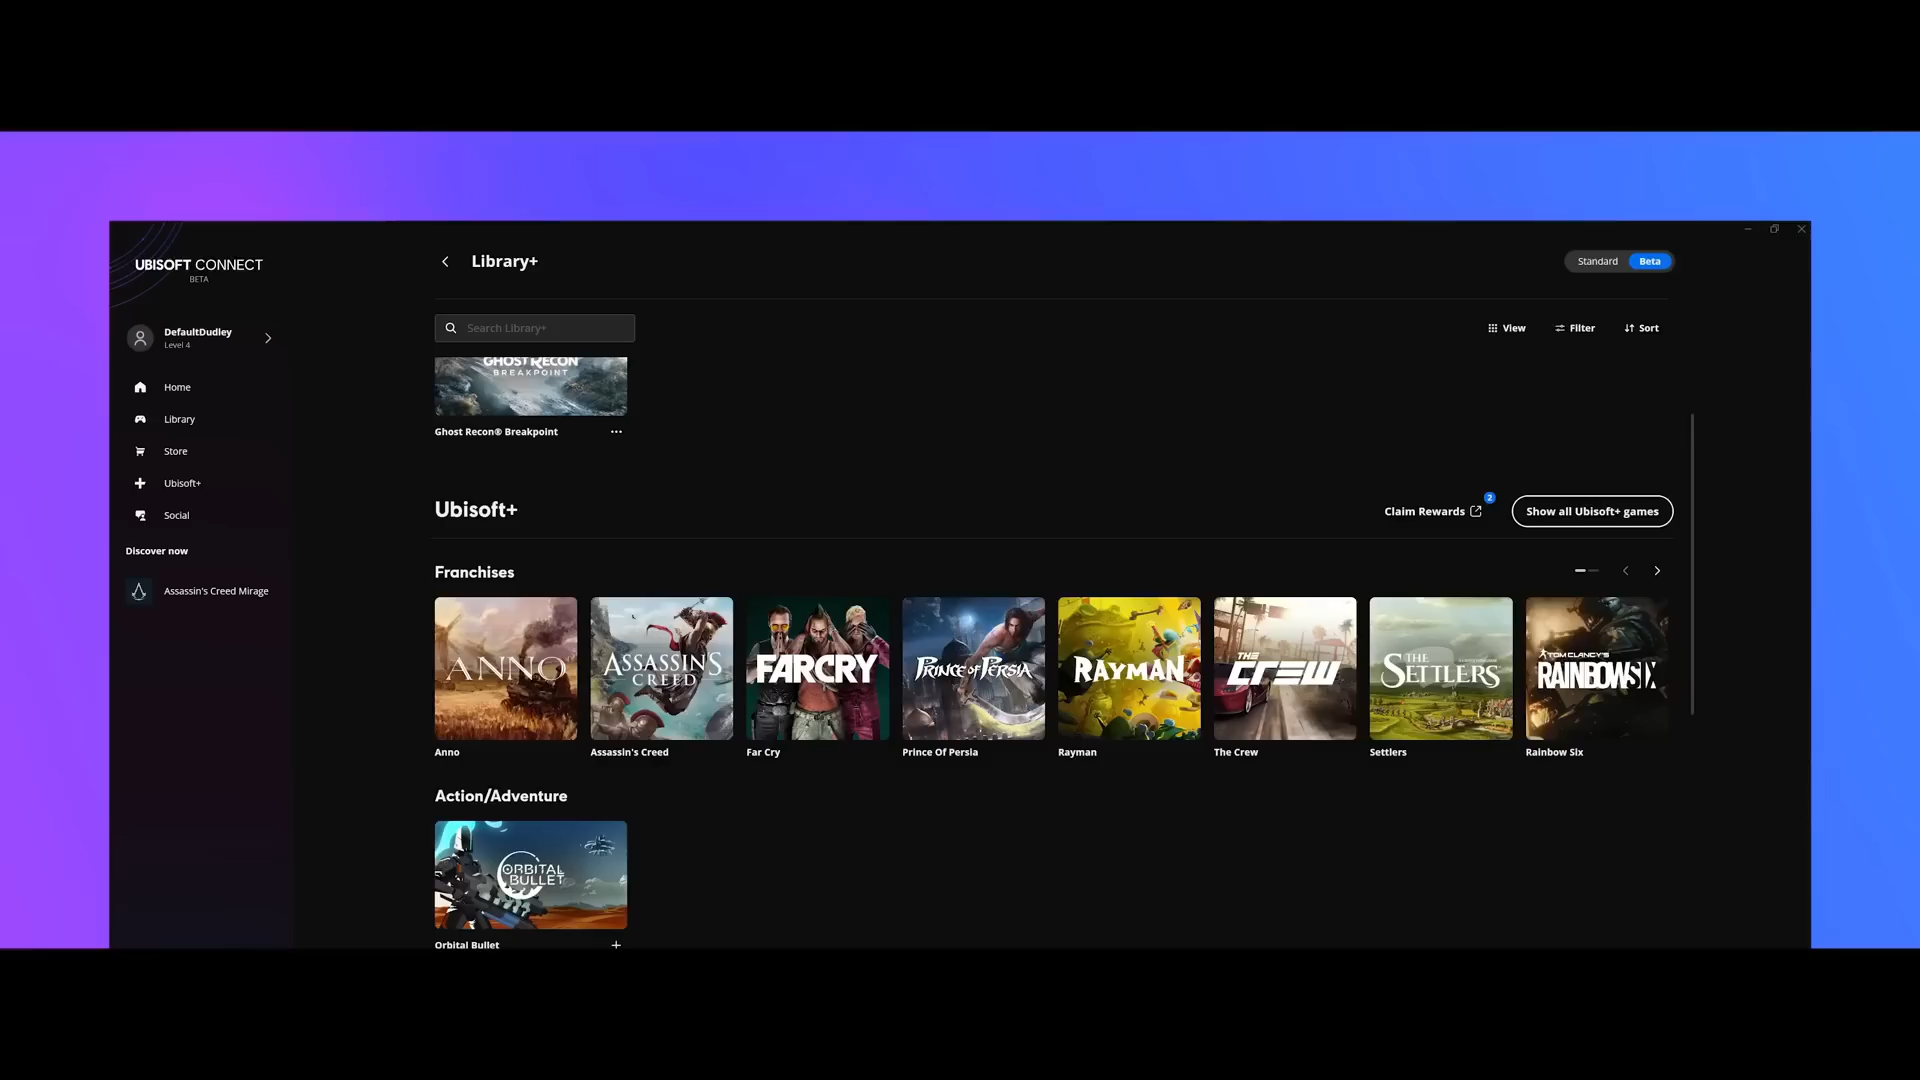 UBISOFT CONNECT
BETA
DefaultDudley
Level 4
Home
Library
Store
Ubisoft+
Social
Discover now
Assassin's Creed Mirage
Library+
Standard
Beta
Search Library+
View
Filter
Sort
GHOST RECON
BREAKPOINT
Ghost Recon® Breakpoint
Ubisoft+
Claim Rewards
2
Show all Ubisoft+ games
Franchises
ANNO
ASSASSIN'S
CREED
FARCRY
PRINCE OF PERSIA
RAYMAN
THE
CREW
THE
SETTLERS
TOM CLANCY'S
RAINBOW SIX
Anno
Assassin's Creed
Far Cry
Prince Of Persia
Rayman
The Crew
Settlers
Rainbow Six
Action/Adventure
ORBITAL
BULLET
Orbital Bullet